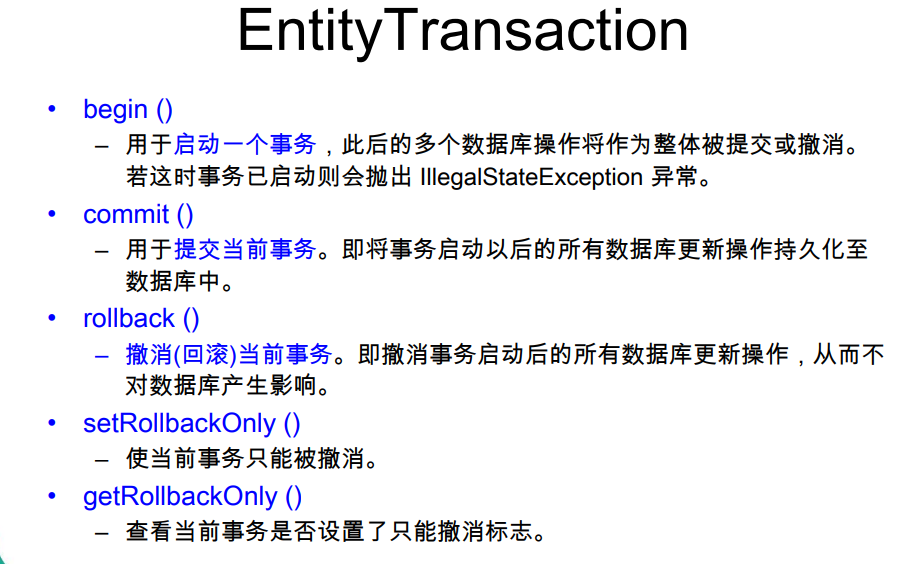 EntityTransaction
• begin ()
– 用于启动一个事务，此后的多个数据库操作将作为整体被提交或撤消。
若这时事务已启动则会抛出 IllegalStateException 异常。
• commit ()
– 用于提交当前事务。即将事务启动以后的所有数据库更新操作持久化至
数据库中。
• rollback ()
– 撤消(回滚)当前事务。即撤消事务启动后的所有数据库更新操作，从而不
对数据库产生影响。
• setRollbackOnly ()
– 使当前事务只能被撤消。
• getRollbackOnly ()
– 查看当前事务是否设置了只能撤消标志。